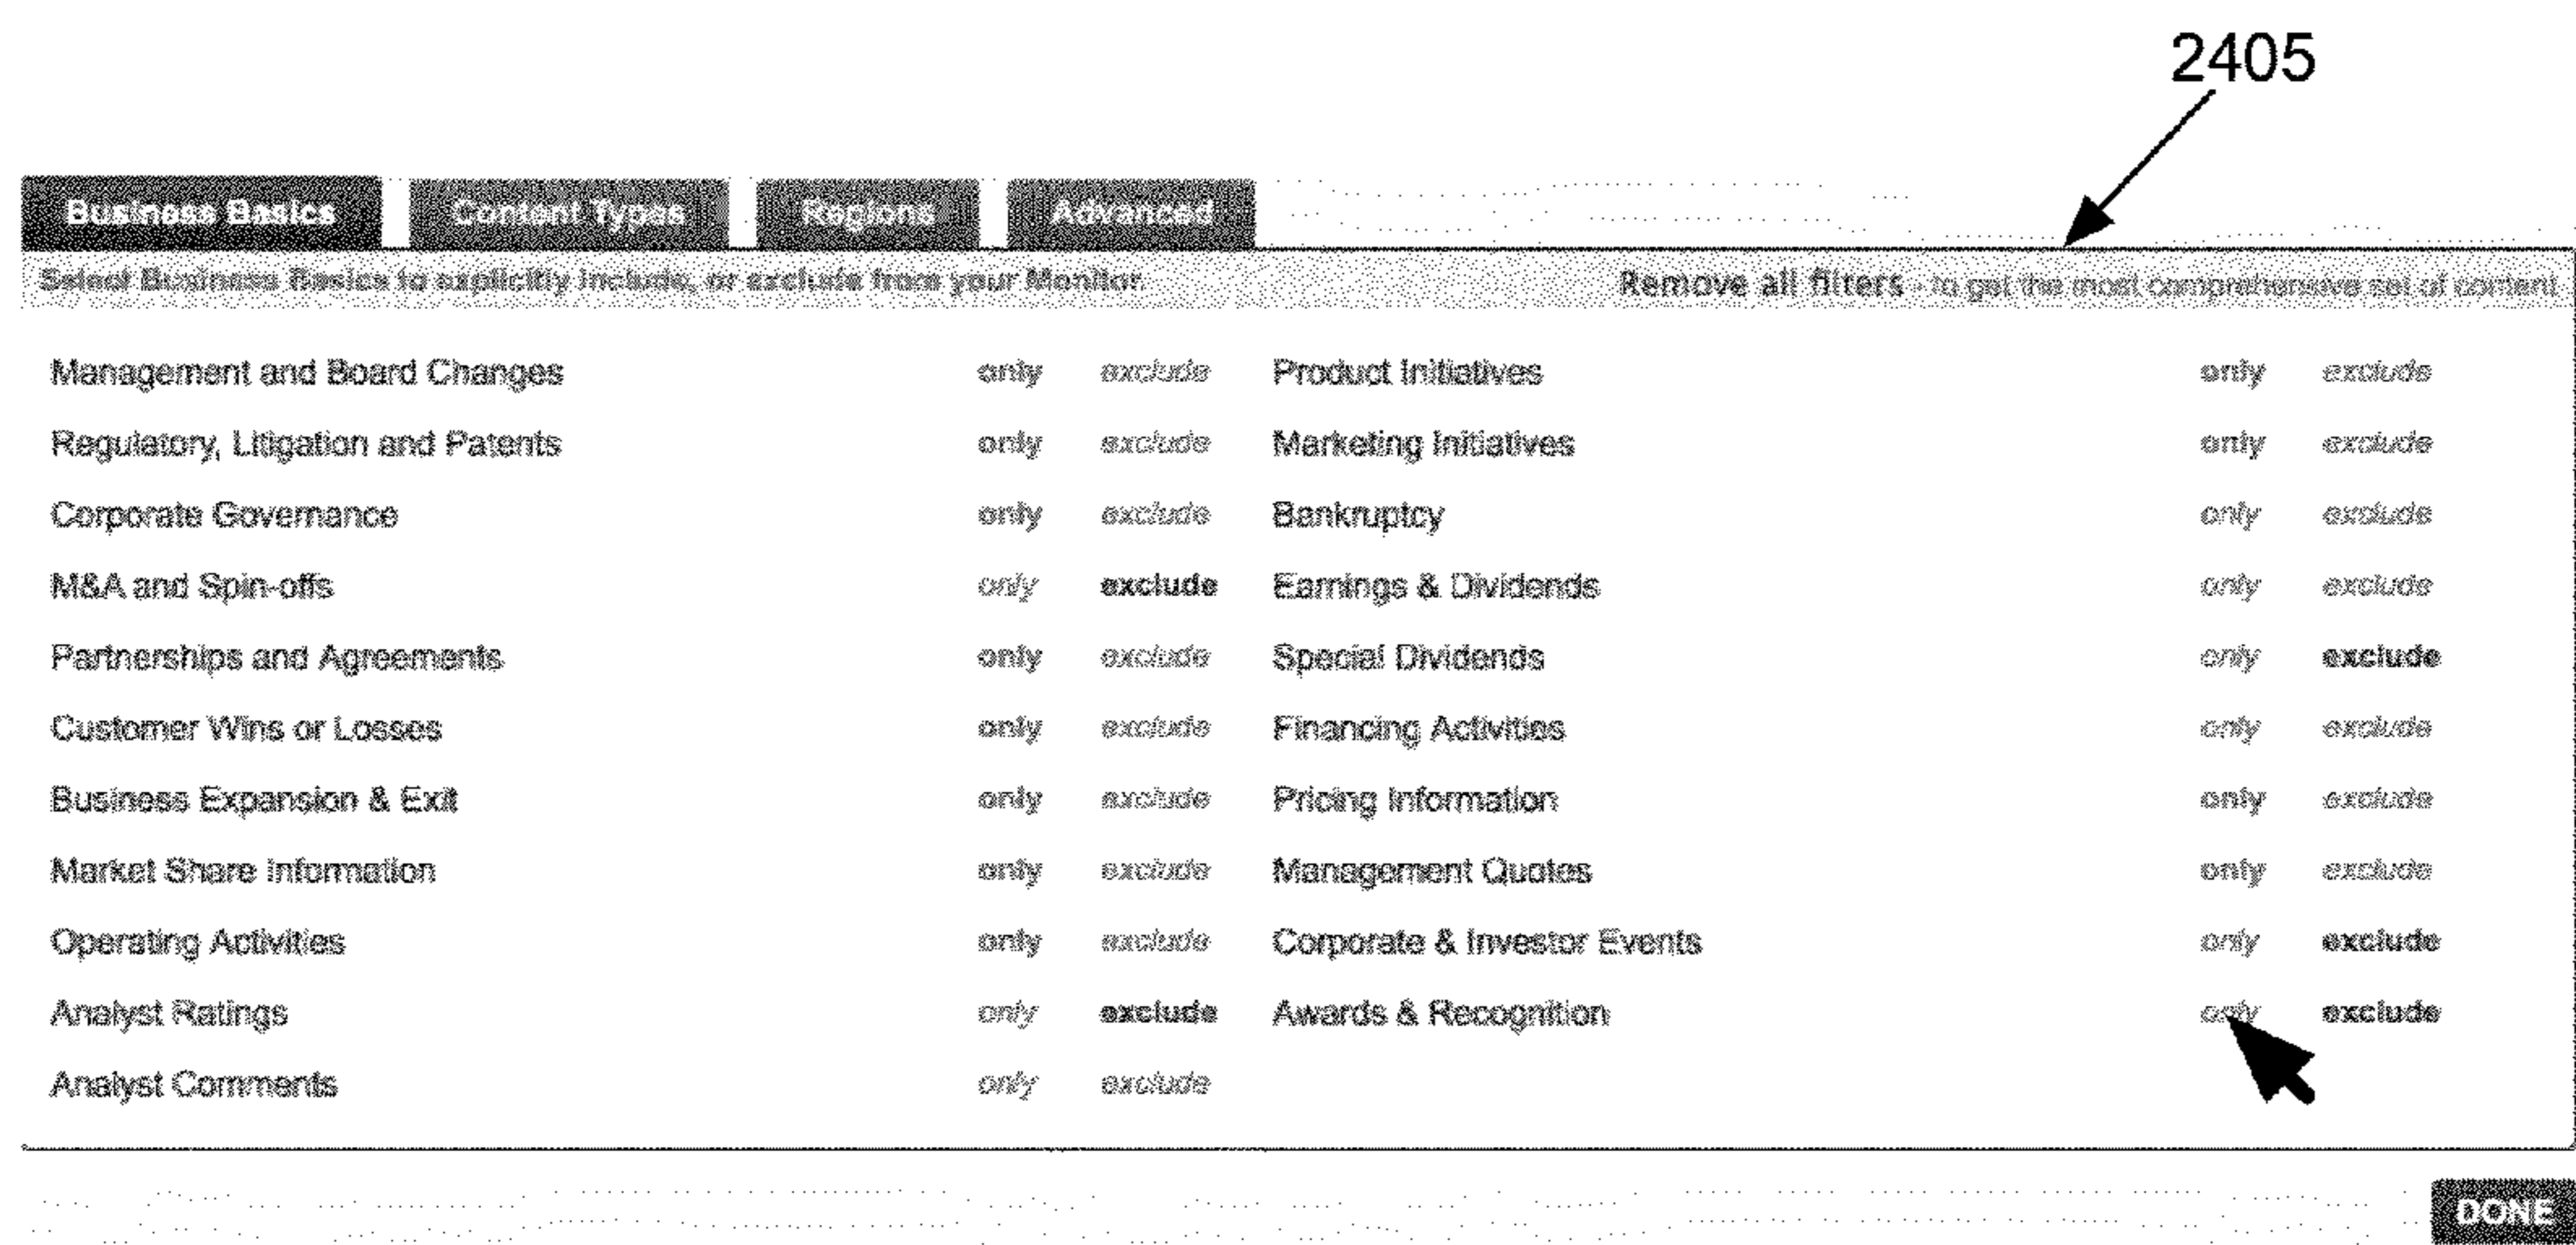 2405
Business Basics Content Types Regions Advanced
Select Business Basics to explicitly include, or exclude from your Monitor. Remove all filters - to get the most comprehensive set of content.
Management and Board Changes only exclude Product Initiatives only exclude
Regulatory, Litigation and Patents only exclude Marketing Initiatives only exclude
Corporate Governance only exclude Bankruptcy only exclude
M&A and Spin-offs only exclude Earnings & Dividends only exclude
Partnerships and Agreements only exclude Special Dividends only exclude
Customer Wins or Losses only exclude Financing Activities only exclude
Business Expansion & Exit only exclude Pricing Information only exclude
Market Share Information only exclude Management Quotes only exclude
Operating Activities only exclude Corporate & Investor Events only exclude
Analyst Ratings only exclude Awards & Recognition only exclude
Analyst Comments only exclude
DONE